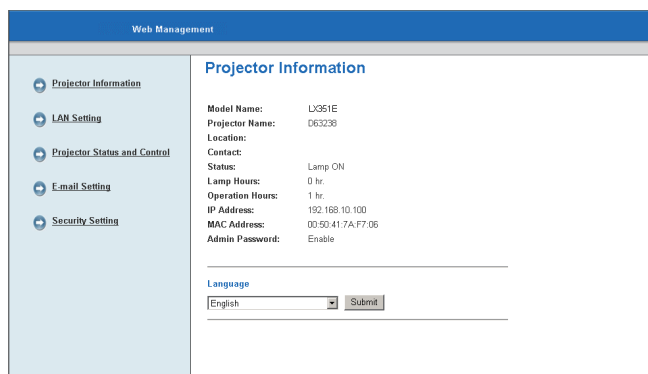 Web Management
Projector Information
LAN Setting
Projector Status and Control
E-mail Setting
Security Setting
Projector Information
Model Name: LX351E
Projector Name: D63238
Location:
Contact:
Status: Lamp ON
Lamp Hours: 0 hr.
Operation Hours: 1 hr.
IP Address: 192.168.10.100
MAC Address: 00:50:41:7A:F7:06
Admin Password: Enable
Language
English Submit